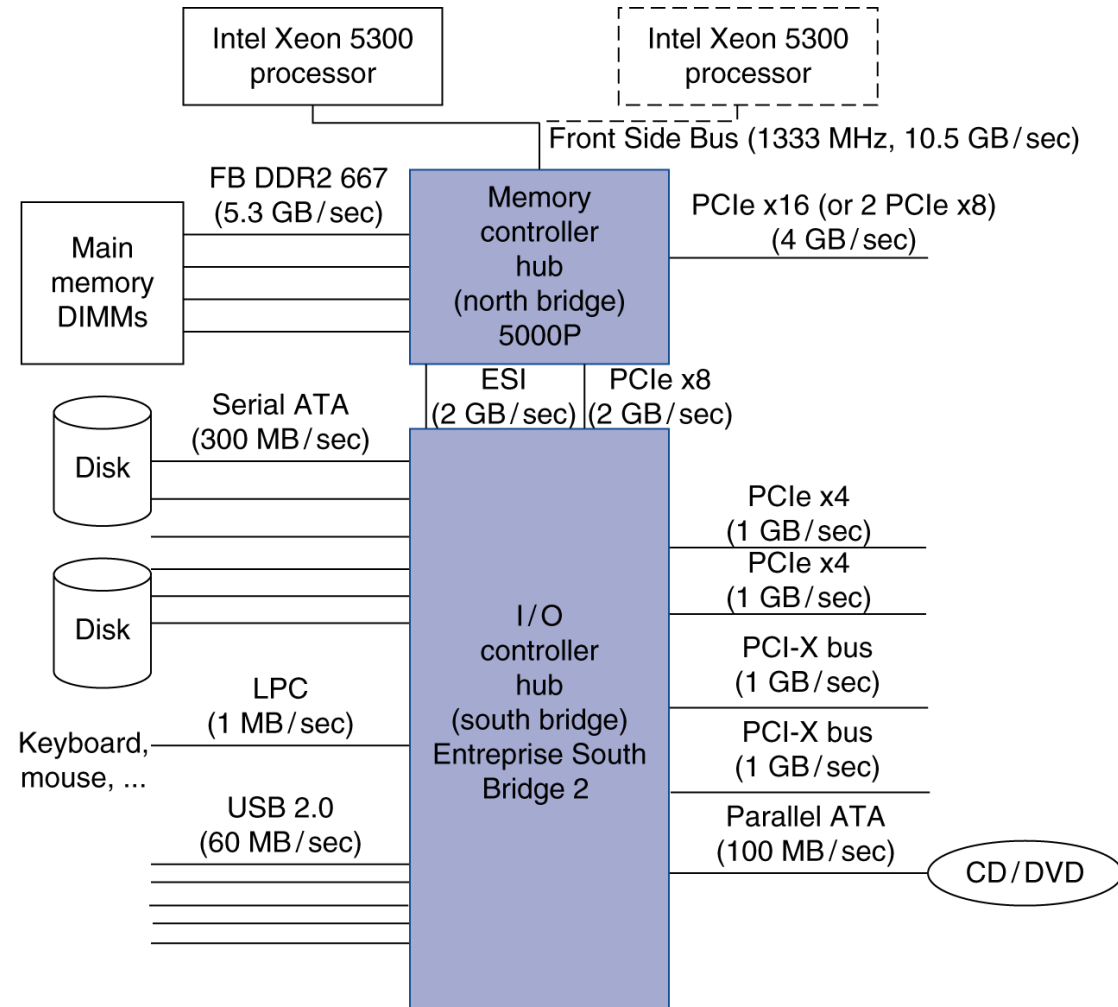 Intel Xeon 5300
processor
Intel Xeon 5300
processor
Front Side Bus (1333 MHz, 10.5 GB/sec)
FB DDR2 667
(5.3 GB/sec)
Main
memory
DIMMs
Memory
controller
hub
(north bridge)
5000P
PCIe x16 (or 2 PCIe x8)
(4 GB/sec)
ESI
(2 GB/sec)
PCIe x8
(2 GB/sec)
Serial ATA
(300 MB/sec)
Disk
Disk
LPC
(1 MB/sec)
Keyboard,
mouse, ...
USB 2.0
(60 MB/sec)
I/O
controller
hub
(south bridge)
Entreprise South
Bridge 2
PCIe x4
(1 GB/sec)
PCIe x4
(1 GB/sec)
PCI-X bus
(1 GB/sec)
PCI-X bus
(1 GB/sec)
Parallel ATA
(100 MB/sec)
CD/DVD